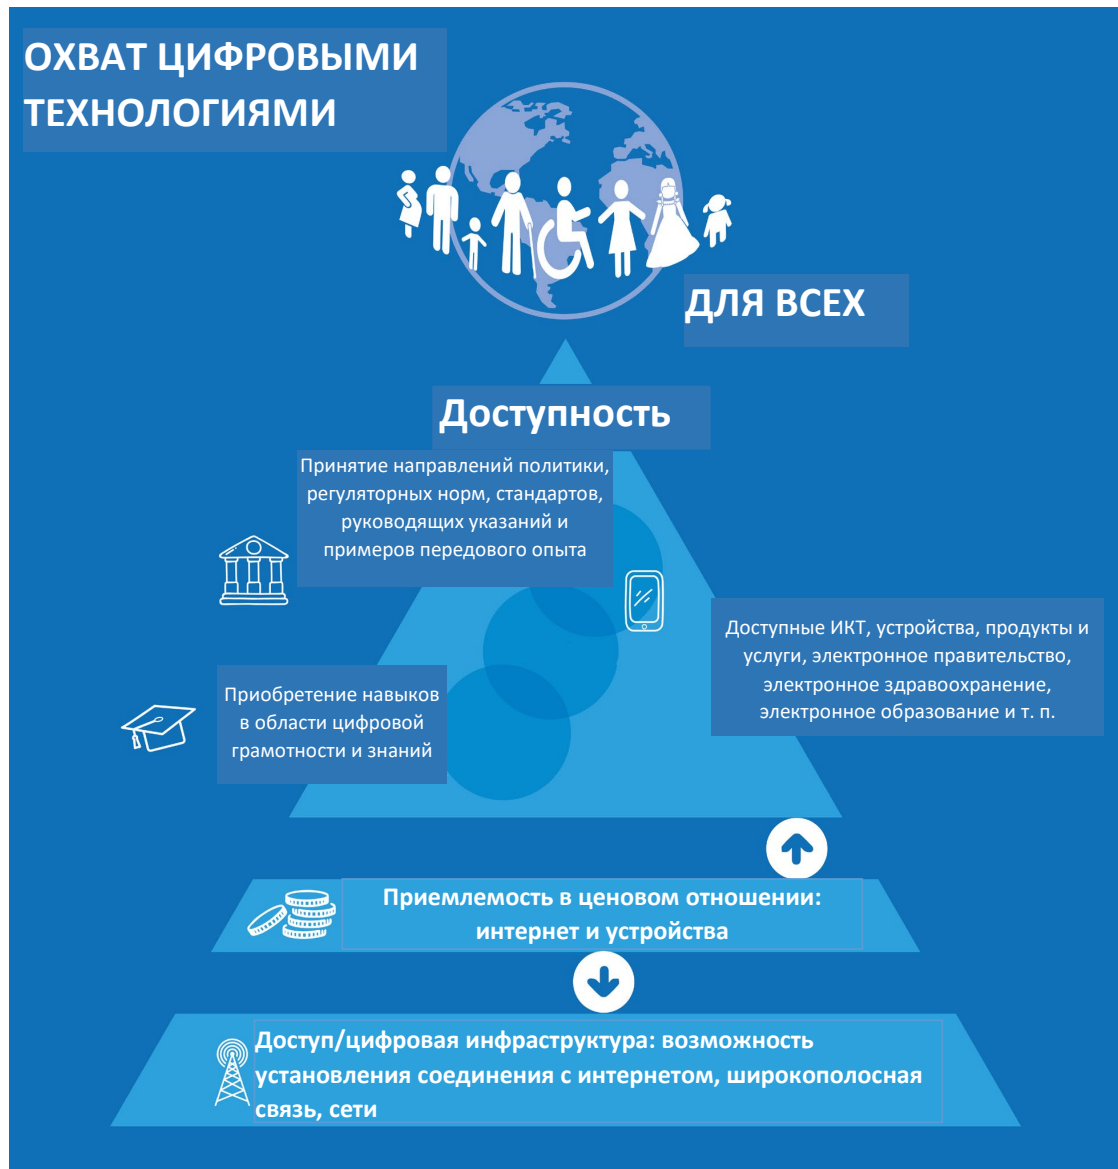 ОХВАТ ЦИФРОВЫМИ
ТЕХНОЛОГИЯМИ
ДЛЯ ВСЕХ
Доступность
Принятие направлений политики,
регуляторных норм, стандартов,
руководящих указаний и
примеров передового опыта
Доступные ИКТ, устройства, продукты и
услуги, электронное правительство,
электронное здравоохранение,
электронное образование и т. п.
Приобретение навыков
в области цифровой
грамотности и знаний
Приемлемость в ценовом отношении:
интернет и устройства
Доступ/цифровая инфраструктура: возможность
установления соединения с интернетом, широкополосная
связь, сети